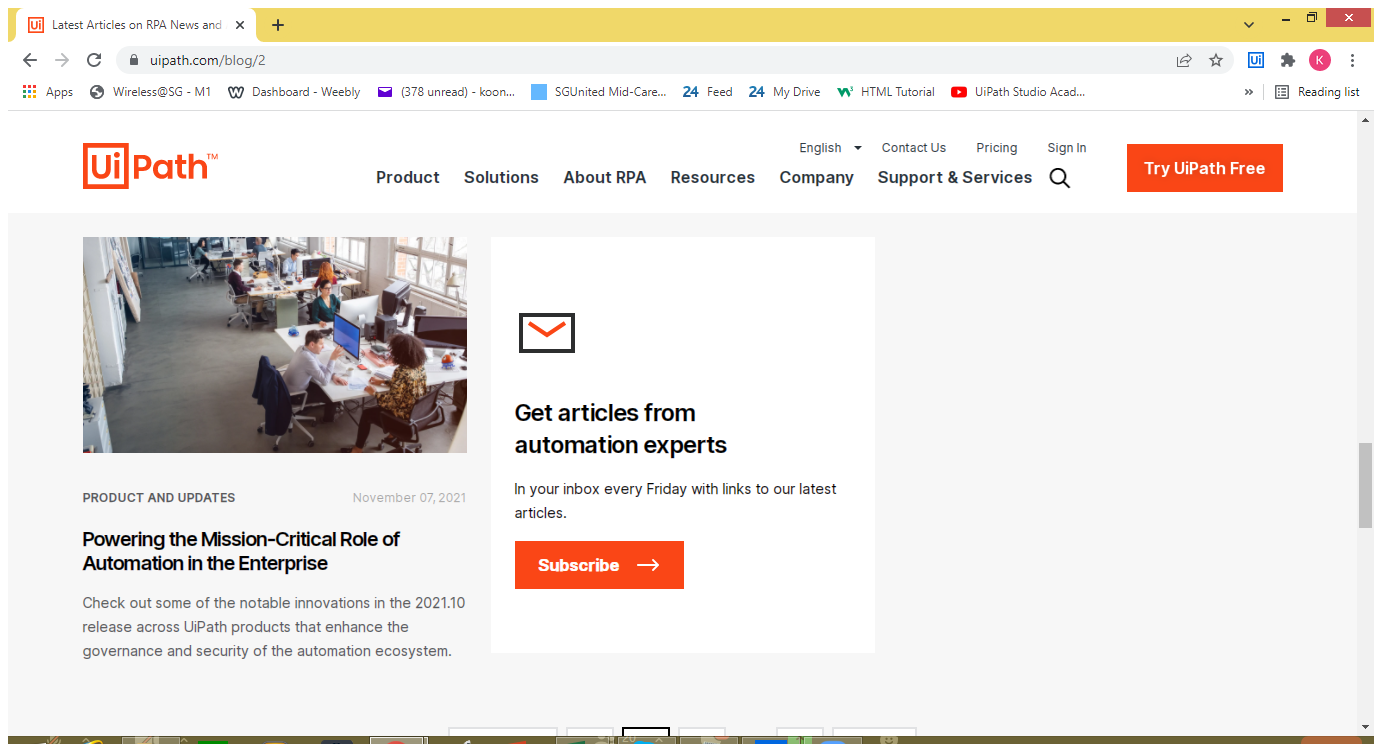 Ui Latest Articles on RPA News and
uipath.com/blog/2
Ui
K
Apps
Wireless@SG - M1
Dashboard - Weebly
(378 unread) - koon...
SGUnited Mid-Care...
24 Feed
24 My Drive
HTML Tutorial
UiPath Studio Acad...
»
Reading list
UiPath™
English
Contact Us
Pricing
Sign In
Product
Solutions
About RPA
Resources
Company
Support & Services
Try UiPath Free
PRODUCT AND UPDATES
November 07, 2021
Powering the Mission-Critical Role of
Automation in the Enterprise
Check out some of the notable innovations in the 2021.10
release across UiPath products that enhance the
governance and security of the automation ecosystem.
Get articles from
automation experts
In your inbox every Friday with links to our latest
articles.
Subscribe